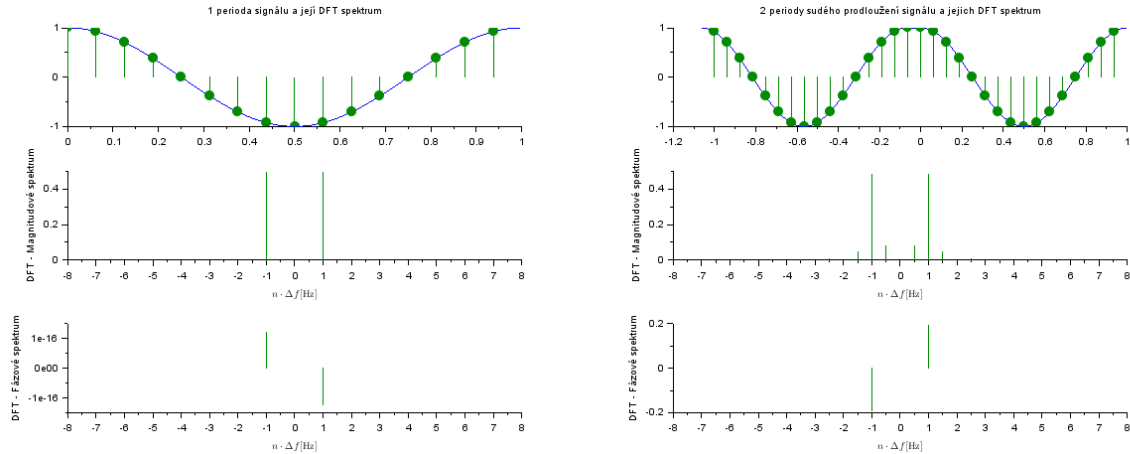 1 perioda signálu a její DFT spektrum
1
0
1
0 0.1 0.2 0.3 0.4 0.5 0.6 0.7 0.8 0.9 1
DFT - Magnitudové spektrum
0.4
0.2
0
-8 -7 -6 -5 -4 -3 -2 -1 0 1 2 3 4 5 6 7 8
n · Δf[Hz]
DFT - Fázové spektrum
1e-16
0e00
-1e-16
-8 -7 -6 -5 -4 -3 -2 -1 0 1 2 3 4 5 6 7 8
n · Δf[Hz]
2 periody sudého prodloužení signálu a jejich DFT spektrum
1
0
-1
-1.2 -1 -0.8 -0.6 -0.4 -0.2 0 0.2 0.4 0.6 0.8 1
DFT - Magnitudové spektrum
0.4
0.2
0
-8 -7 -6 -5 -4 -3 -2 -1 0 1 2 3 4 5 6 7 8
n · Δf[Hz]
DFT - Fázové spektrum
0.2
0
-0.2
-8 -7 -6 -5 -4 -3 -2 -1 0 1 2 3 4 5 6 7 8
n · Δf[Hz]